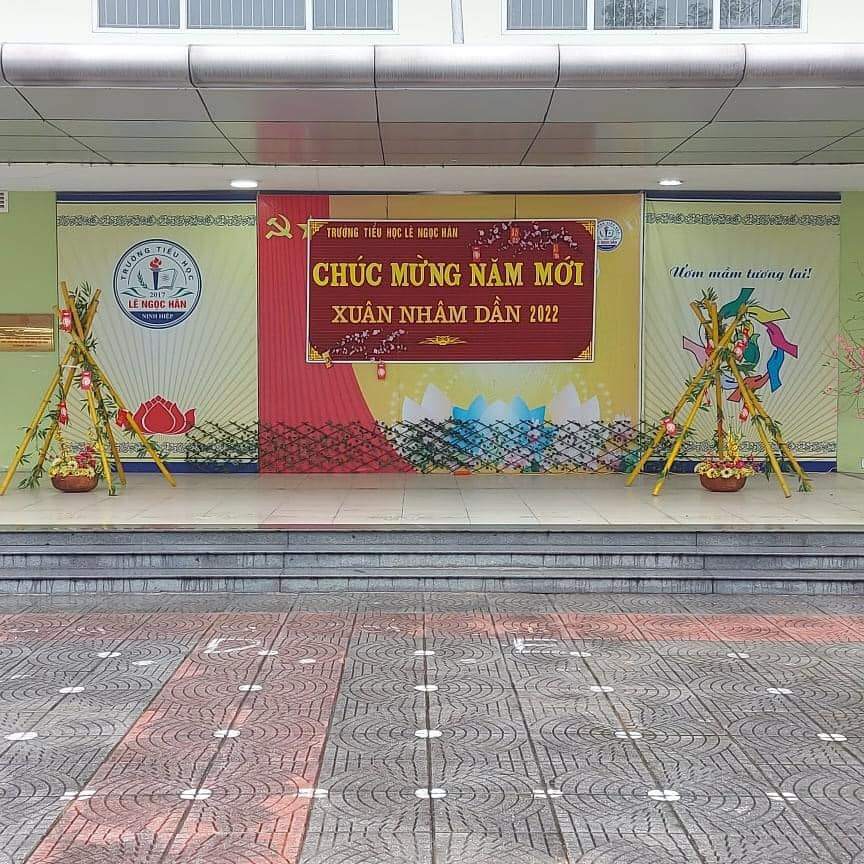 TRƯỜNG TIỂU HỌC
2017
LÊ NGỌC HÂN
NINH HIỆP
TRƯỜNG TIỂU HỌC LÊ NGỌC HÂN
CHÚC MỪNG NĂM MỚI
XUÂN NHÂM DẦN 2022
Ươm mầm tương lai!